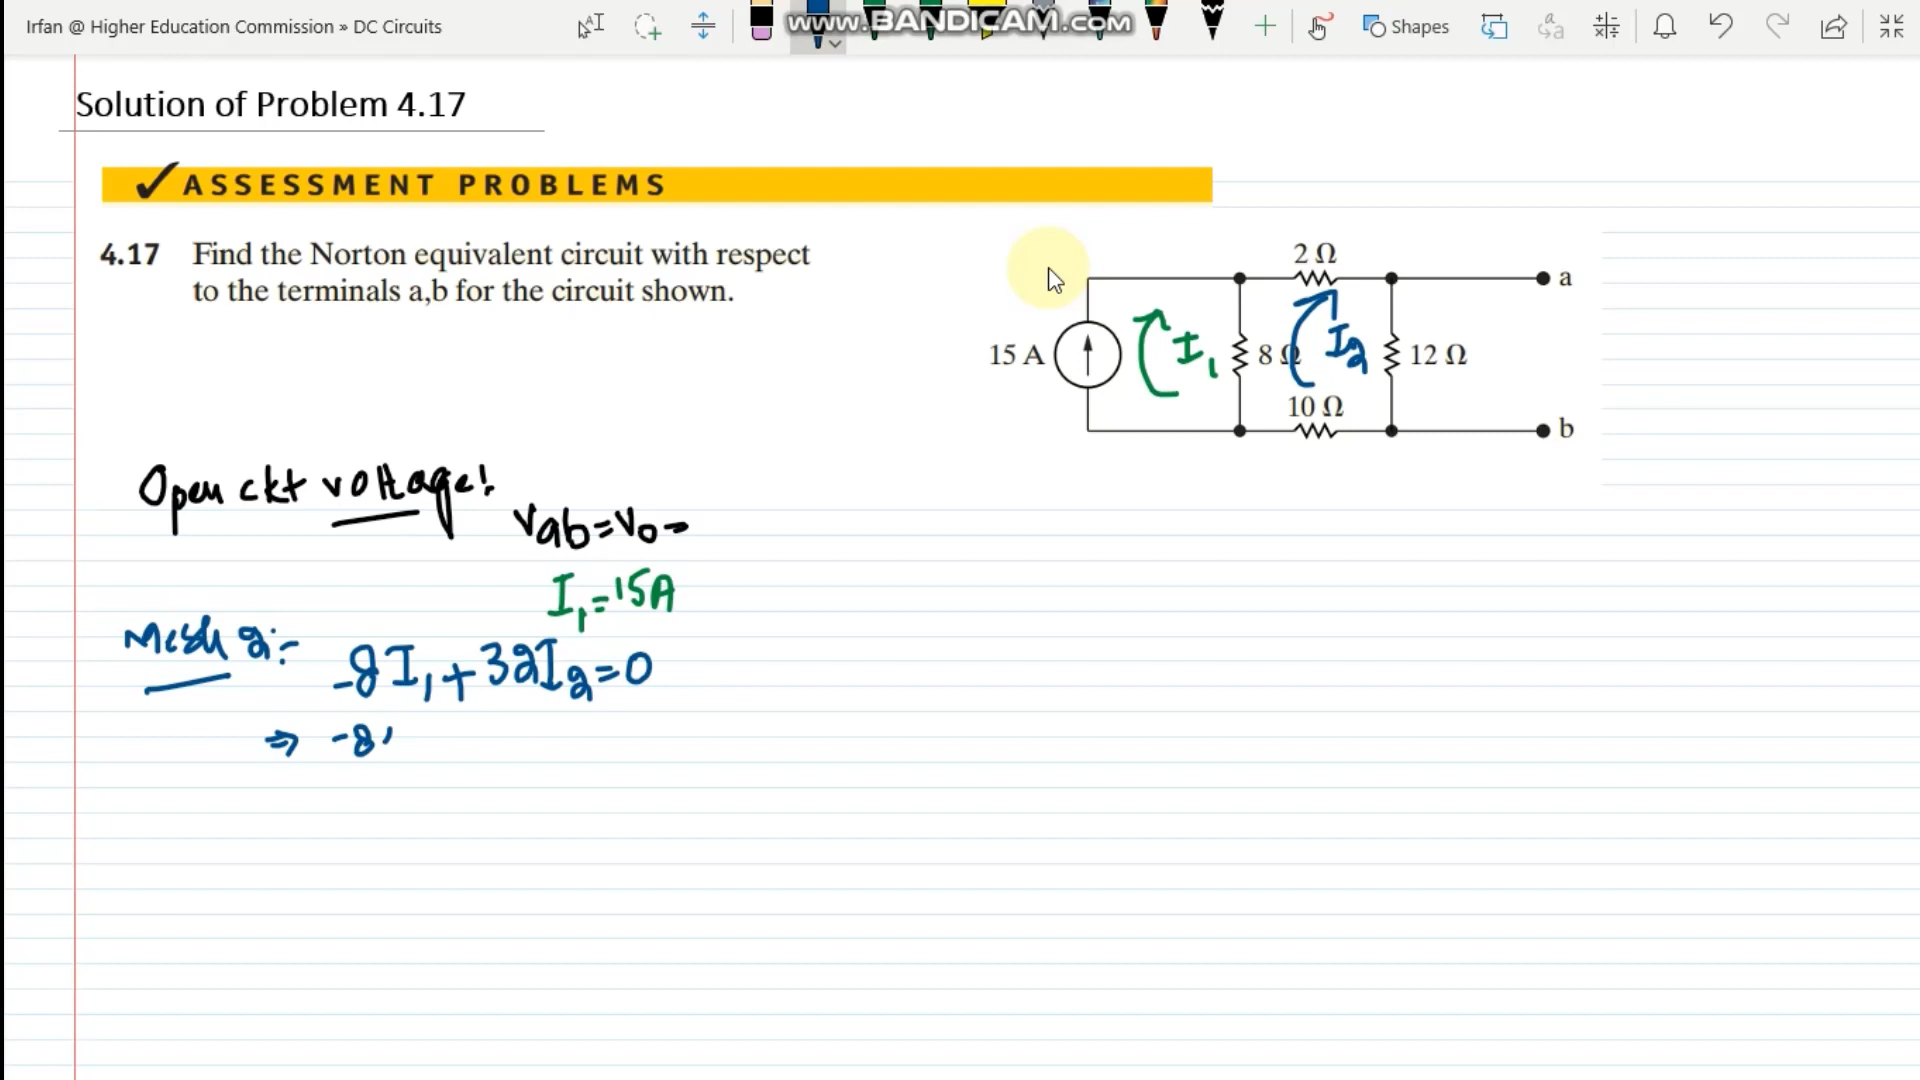 Irfan @ Higher Education Commission » DC Circuits
www.BANDICAM.com
Shapes
Solution of Problem 4.17
ASSESSMENT PROBLEMS
4.17 Find the Norton equivalent circuit with respect
to the terminals a,b for the circuit shown.
2 Ω
a
15 A
I₁
8 Ω
I₂
12 Ω
10 Ω
b
Open ckt voltage!
Vab=Vo=
I₁=15A
Mesh 2:-
-8I₁+32I₂=0
⇒ -8